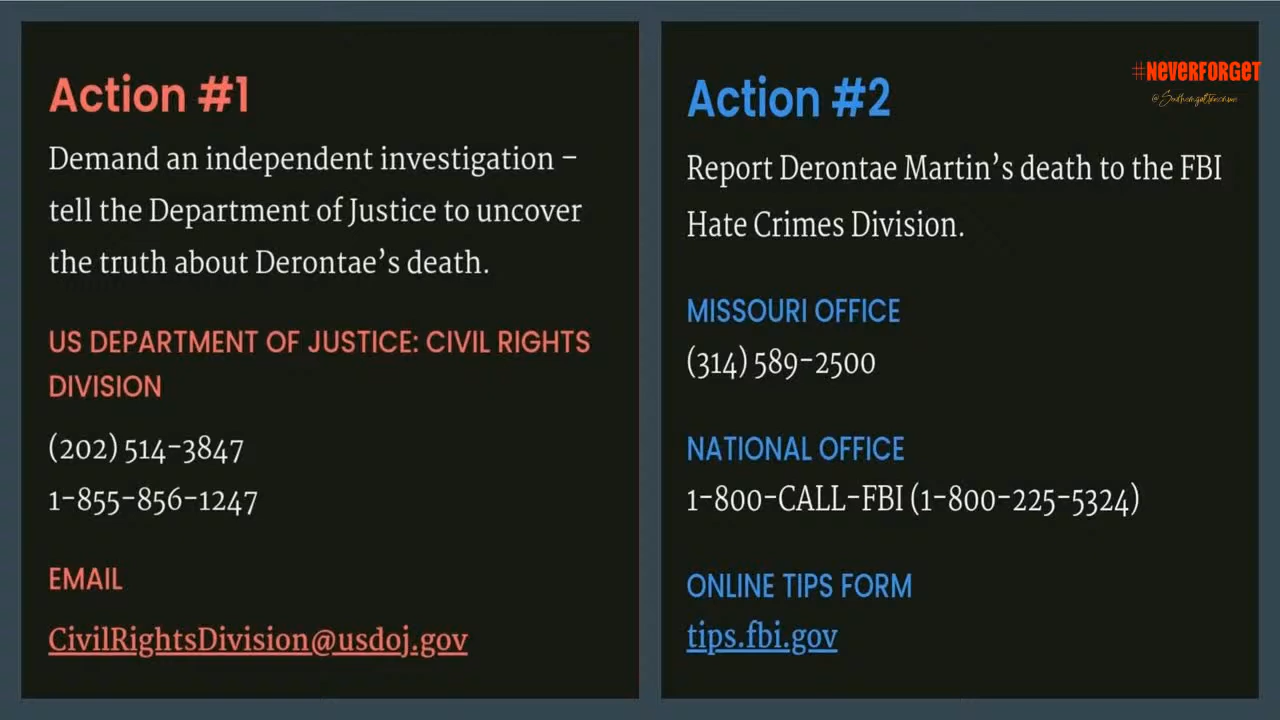 Action #1
Demand an independent investigation –
tell the Department of Justice to uncover
the truth about Derontae’s death.
US DEPARTMENT OF JUSTICE: CIVIL RIGHTS
DIVISION
(202) 514-3847
1-855-856-1247
EMAIL
CivilRightsDivision@usdoj.gov
#NEVERFORGET
Action #2
Report Derontae Martin’s death to the FBI
Hate Crimes Division.
MISSOURI OFFICE
(314) 589-2500
NATIONAL OFFICE
1-800-CALL-FBI (1-800-225-5324)
ONLINE TIPS FORM
tips.fbi.gov